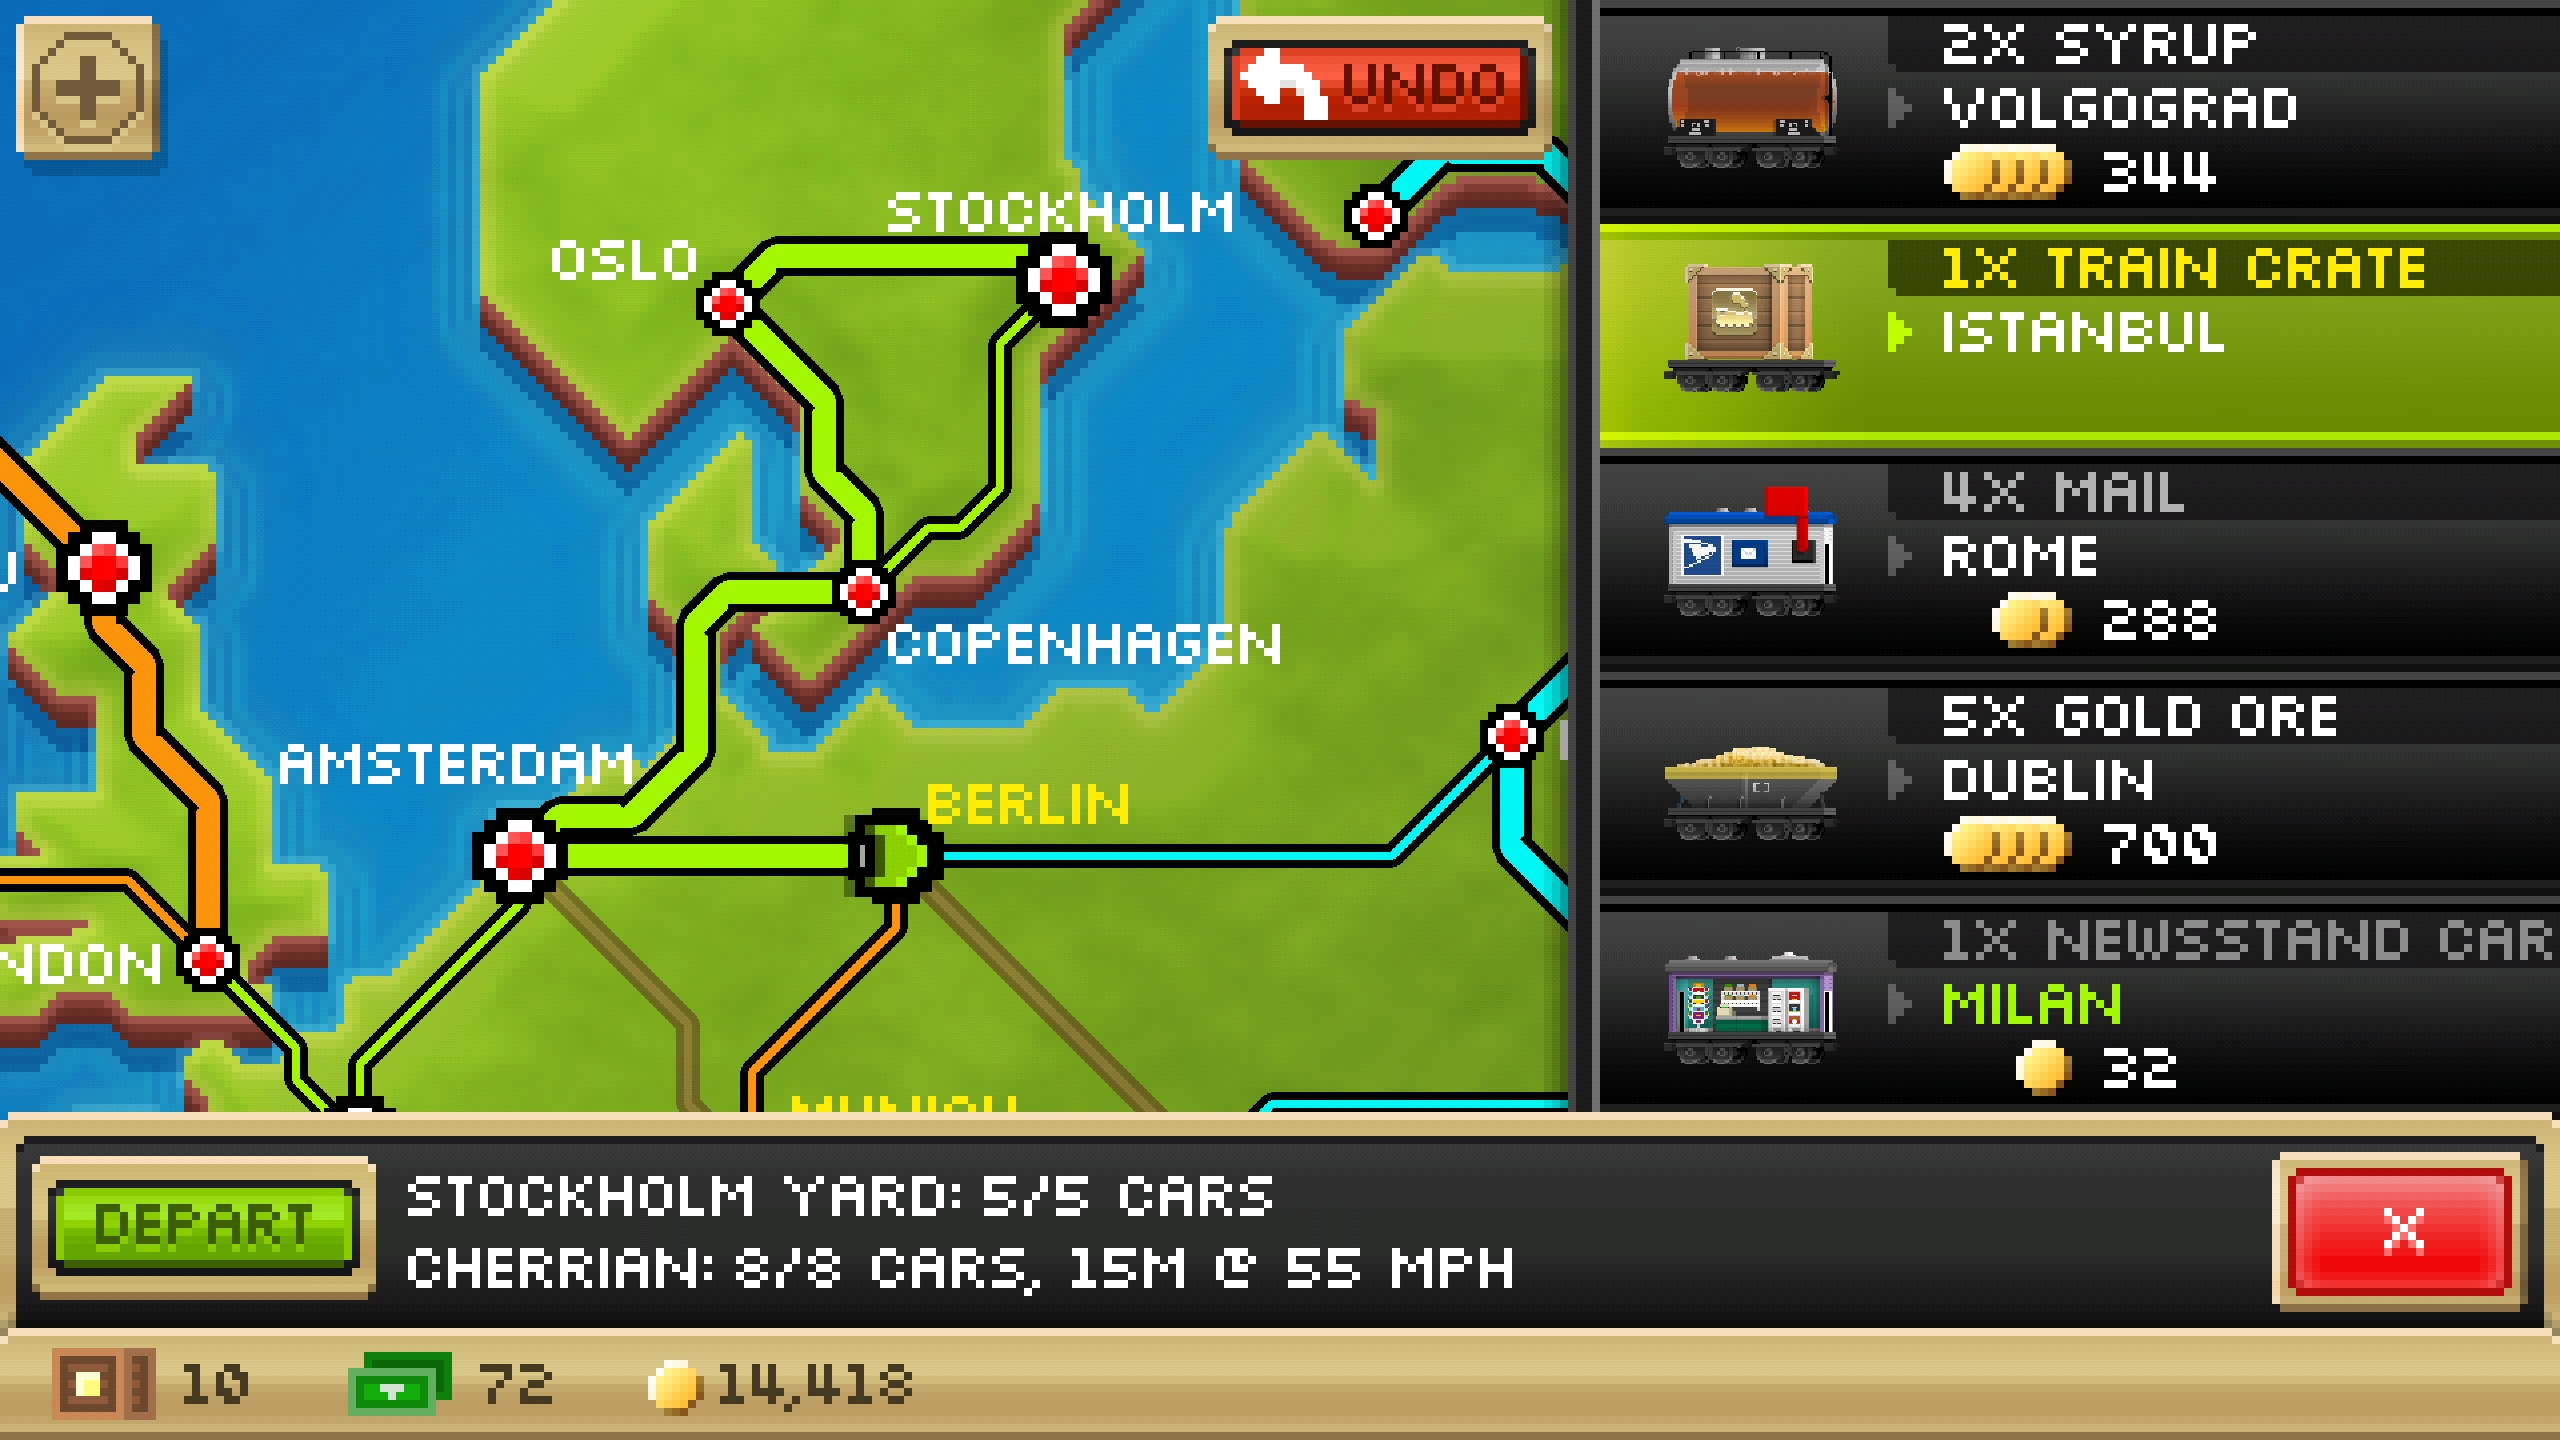 UNDO
STOCKHOLM
OSLO
COPENHAGEN
AMSTERDAM
BERLIN
NDON
MUNICH
2X SYRUP
VOLGOGRAD
344
1X TRAIN CRATE
ISTANBUL
4X MAIL
ROME
288
5X GOLD ORE
DUBLIN
700
1X NEWSSTAND CAR
MILAN
32
DEPART
STOCKHOLM YARD: 5/5 CARS
CHERRIAN: 8/8 CARS, 15M @ 55 MPH
X
10
72
14,418